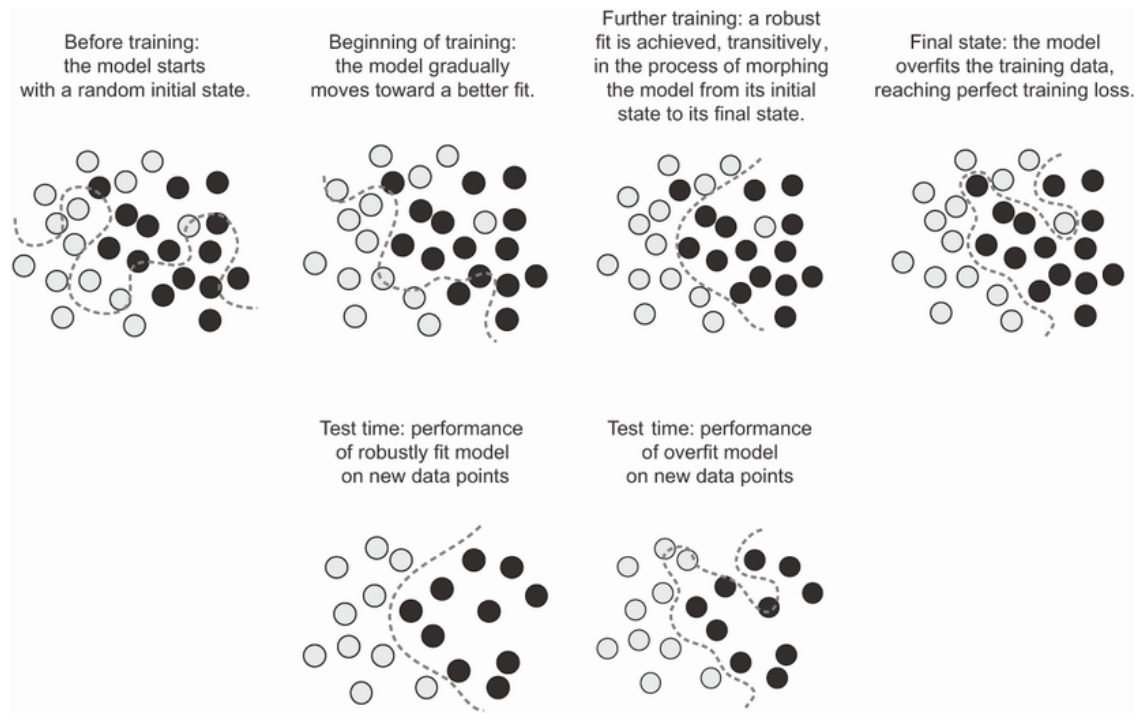 Before training:
the model starts
with a random initial state.
Beginning of training:
the model gradually
moves toward a better fit.
Further training: a robust
fit is achieved, transitively,
in the process of morphing
the model from its initial
state to its final state.
Final state: the model
overfits the training data,
reaching perfect training loss.
Test time: performance
of robustly fit model
on new data points
Test time: performance
of overfit model
on new data points